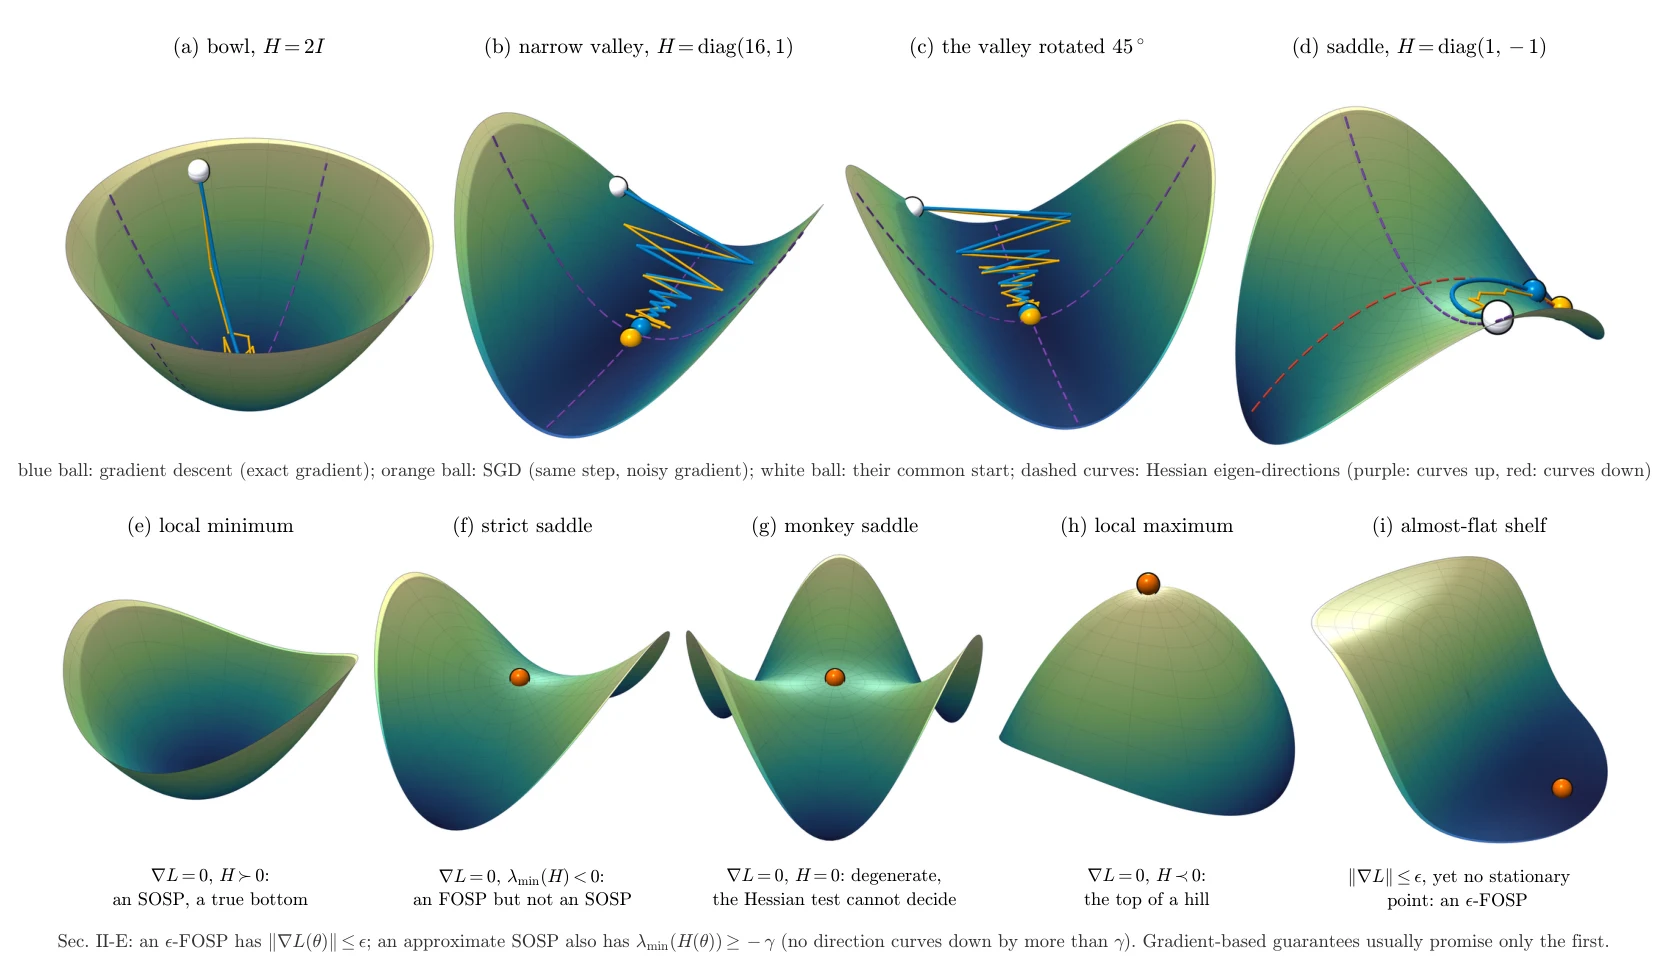 (a) bowl, H = 2I
(b) narrow valley, H = diag(16, 1)
(c) the valley rotated 45°
(d) saddle, H = diag(1, −1)
blue ball: gradient descent (exact gradient); orange ball: SGD (same step, noisy gradient); white ball: their common start; dashed curves: Hessian eigen-directions (purple: curves up, red: curves down)
(e) local minimum
(f) strict saddle
(g) monkey saddle
(h) local maximum
(i) almost-flat shelf
∇L = 0, H ≻ 0:
an SOSP, a true bottom
∇L = 0, λmin(H) < 0:
an FOSP but not an SOSP
∇L = 0, H = 0: degenerate,
the Hessian test cannot decide
∇L = 0, H ≺ 0:
the top of a hill
‖∇L‖ ≤ ϵ, yet no stationary
point: an ϵ-FOSP
Sec. II-E: an ϵ-FOSP has ‖∇L(θ)‖ ≤ ϵ; an approximate SOSP also has λmin(H(θ)) ≥ −γ (no direction curves down by more than γ). Gradient-based guarantees usually promise only the first.